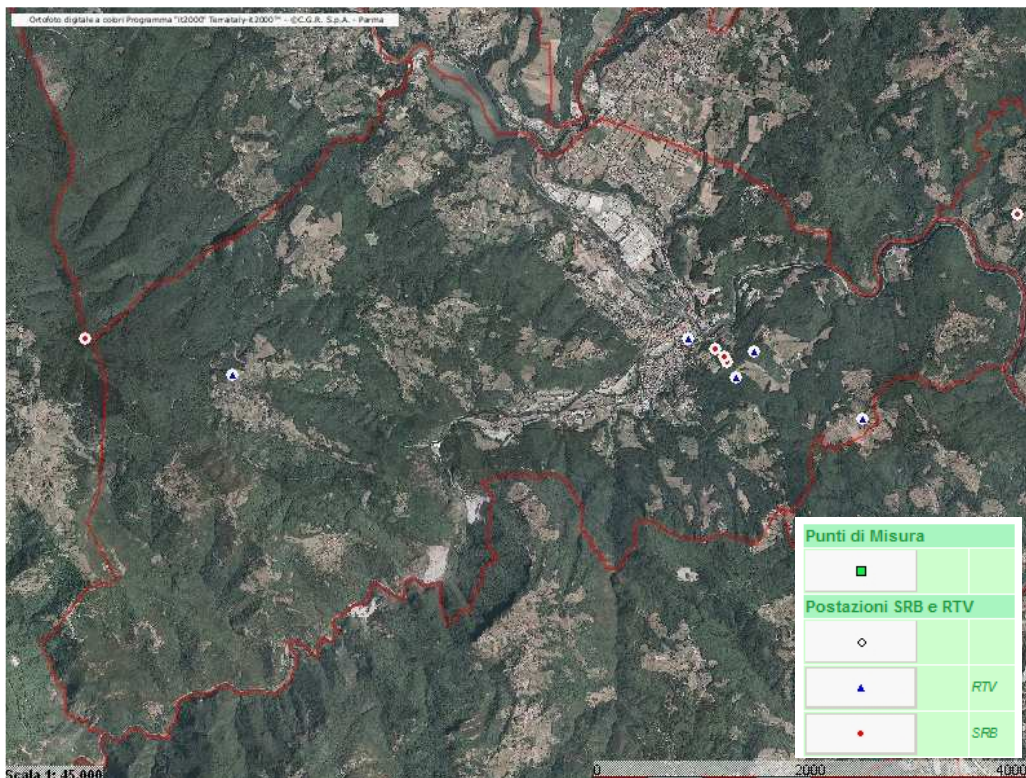 Ortofoto digitale a colori Programma "it2000" Terraitaly-it2000™ - ©C.G.R. S.p.A. - Parma
Punti di Misura
Postazioni SRB e RTV
RTV
SRB
Scala 1: 45.000
0 2000 4000